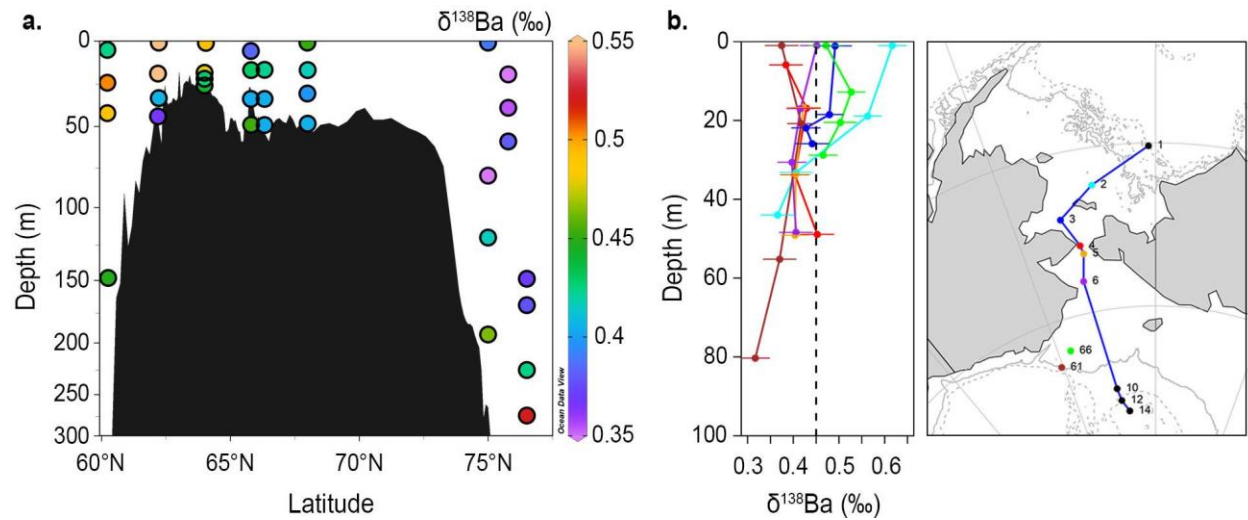 a.
δ¹³⁸Ba (‰)
0
50
100
150
200
250
300
Depth (m)
60°N
65°N
70°N
75°N
Latitude
0.55
0.5
0.45
0.4
0.35
Ocean Data View
b.
0
20
40
60
80
100
Depth (m)
0.3
0.4
0.5
0.6
δ¹³⁸Ba (‰)
1
2
3
4
5
6
66
61
10
12
14